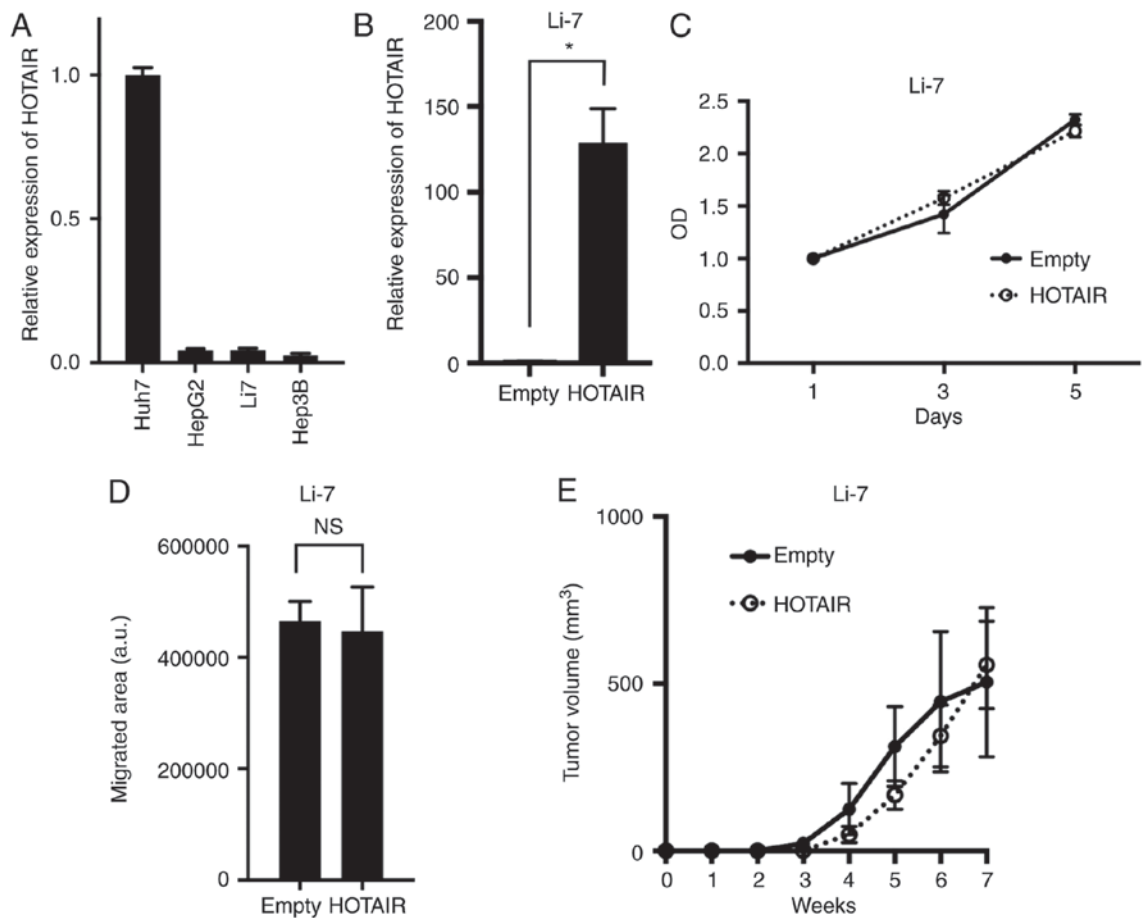 A
Relative expression of HOTAIR
1.0
0.5
0.0
Huh7
HepG2
Li7
Hep3B
B
Li-7
*
Relative expression of HOTAIR
200
150
100
50
0
Empty HOTAIR
C
Li-7
OD
2.5
2.0
1.5
1.0
0.5
0.0
Empty
HOTAIR
1 3 5
Days
D
Li-7
NS
Migrated area (a.u.)
600000
400000
200000
0
Empty HOTAIR
E
Li-7
Tumor volume (mm³)
1000
500
0
Empty
HOTAIR
0 1 2 3 4 5 6 7
Weeks